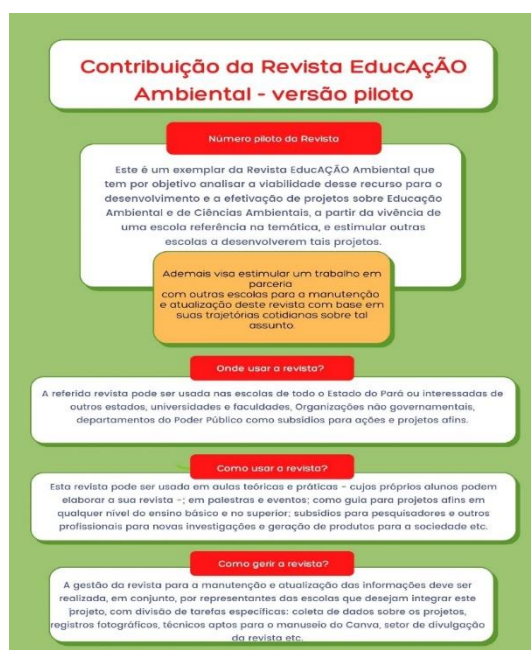 Contribuição da Revista EducAçÃO
Ambiental - versão piloto
Número piloto da Revista
Este é um exemplar da Revista EducAÇÃO Ambiental que
tem por objetivo analisar a viabilidade desse recurso para o
desenvolvimento e a efetivação de projetos sobre Educação
Ambiental e de Ciências Ambientais, a partir da vivência de
uma escola referência na temática, e estimular outras
escolas a desenvolverem tais projetos.
Ademais visa estimular um trabalho em
parceria
com outras escolas para a manutenção
e atualização deste revista com base em
suas trajetórias cotidianas sobre tal
assunto.
Onde usar a revista?
A referida revista pode ser usada nas escolas de todo o Estado do Pará ou interessadas de
outros estados, universidades e faculdades, Organizações não governamentais,
departamentos do Poder Público como subsídios para ações e projetos afins.
Como usar a revista?
Esta revista pode ser usada em aulas teóricas e práticas - cujos próprios alunos podem
elaborar a sua revista -; em palestras e eventos; como guia para projetos afins em
qualquer nível do ensino básico e no superior; subsídios para pesquisadores e outros
profissionais para novas investigações e geração de produtos para a sociedade etc.
Como gerir a revista?
A gestão da revista para a manutenção e atualização das informações deve ser
realizada, em conjunto, por representantes das escolas que desejam integrar este
projeto, com divisão de tarefas específicas: coleta de dados sobre os projetos,
registros fotográficos, técnicos aptos para o manuseio do Canva, setor de divulgação
da revista etc.